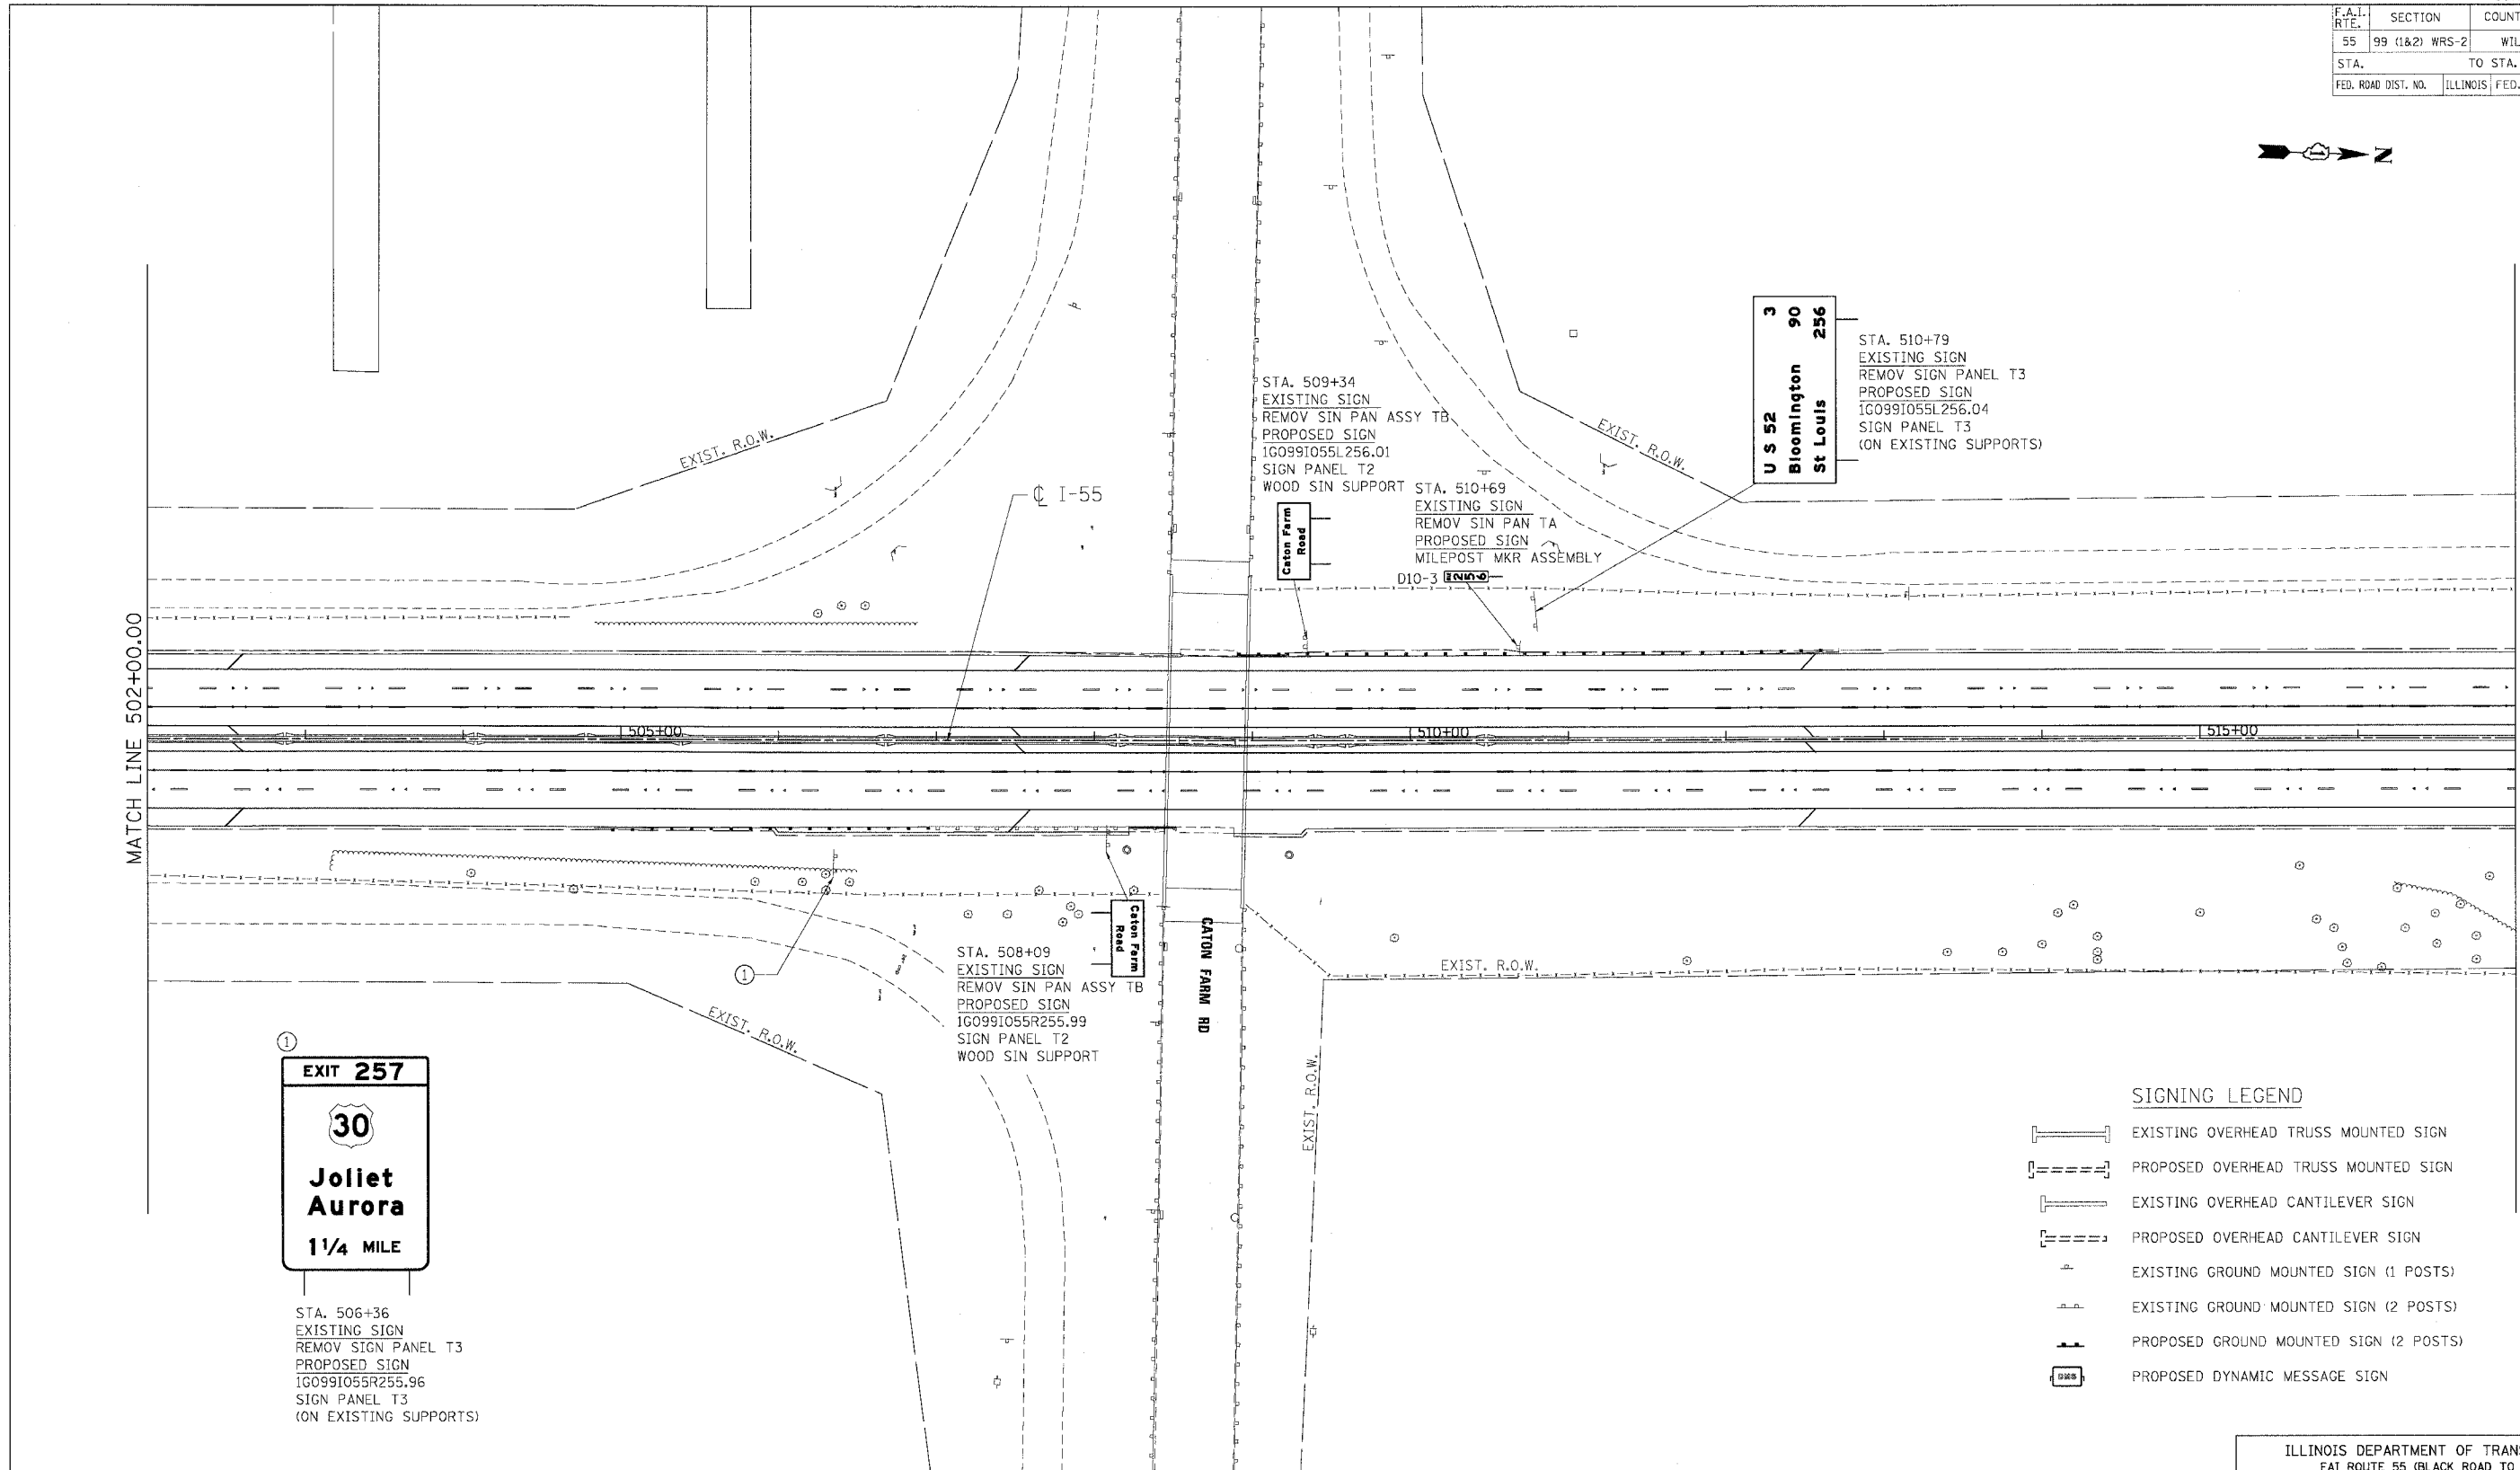 F.A.I. RTE. SECTION COUNT
55 99 (1&2) WRS-2 WIL
STA. TO STA.
FED. ROAD DIST. NO. ILLINOIS FED.
N
U S 52 3
Bloomington 90
St Louis 256
STA. 510+79
EXISTING SIGN
REMOV SIGN PANEL T3
PROPOSED SIGN
1G099I055L256.04
SIGN PANEL T3
(ON EXISTING SUPPORTS)
STA. 509+34
EXISTING SIGN
REMOV SIN PAN ASSY TB
PROPOSED SIGN
1G099I055L256.01
SIGN PANEL T2
WOOD SIN SUPPORT
Caton Farm
Road
STA. 510+69
EXISTING SIGN
REMOV SIN PAN TA
PROPOSED SIGN
MILEPOST MKR ASSEMBLY
D10-3
EXIST. R.O.W.
EXIST. R.O.W.
℄ I-55
MATCH LINE 502+00.00
505+00
510+00
515+00
Caton Farm
Road
STA. 508+09
EXISTING SIGN
REMOV SIN PAN ASSY TB
PROPOSED SIGN
1G099I055R255.99
SIGN PANEL T2
WOOD SIN SUPPORT
CATON FARM RD
EXIST. R.O.W.
EXIST. R.O.W.
EXIST. R.O.W.
1
1
EXIT 257
30
Joliet
Aurora
1 1/4 MILE
STA. 506+36
EXISTING SIGN
REMOV SIGN PANEL T3
PROPOSED SIGN
1G099I055R255.96
SIGN PANEL T3
(ON EXISTING SUPPORTS)
SIGNING LEGEND
EXISTING OVERHEAD TRUSS MOUNTED SIGN
PROPOSED OVERHEAD TRUSS MOUNTED SIGN
EXISTING OVERHEAD CANTILEVER SIGN
PROPOSED OVERHEAD CANTILEVER SIGN
EXISTING GROUND MOUNTED SIGN (1 POSTS)
EXISTING GROUND MOUNTED SIGN (2 POSTS)
PROPOSED GROUND MOUNTED SIGN (2 POSTS)
DMS PROPOSED DYNAMIC MESSAGE SIGN
ILLINOIS DEPARTMENT OF TRAN
FAI ROUTE 55 (BLACK ROAD TO